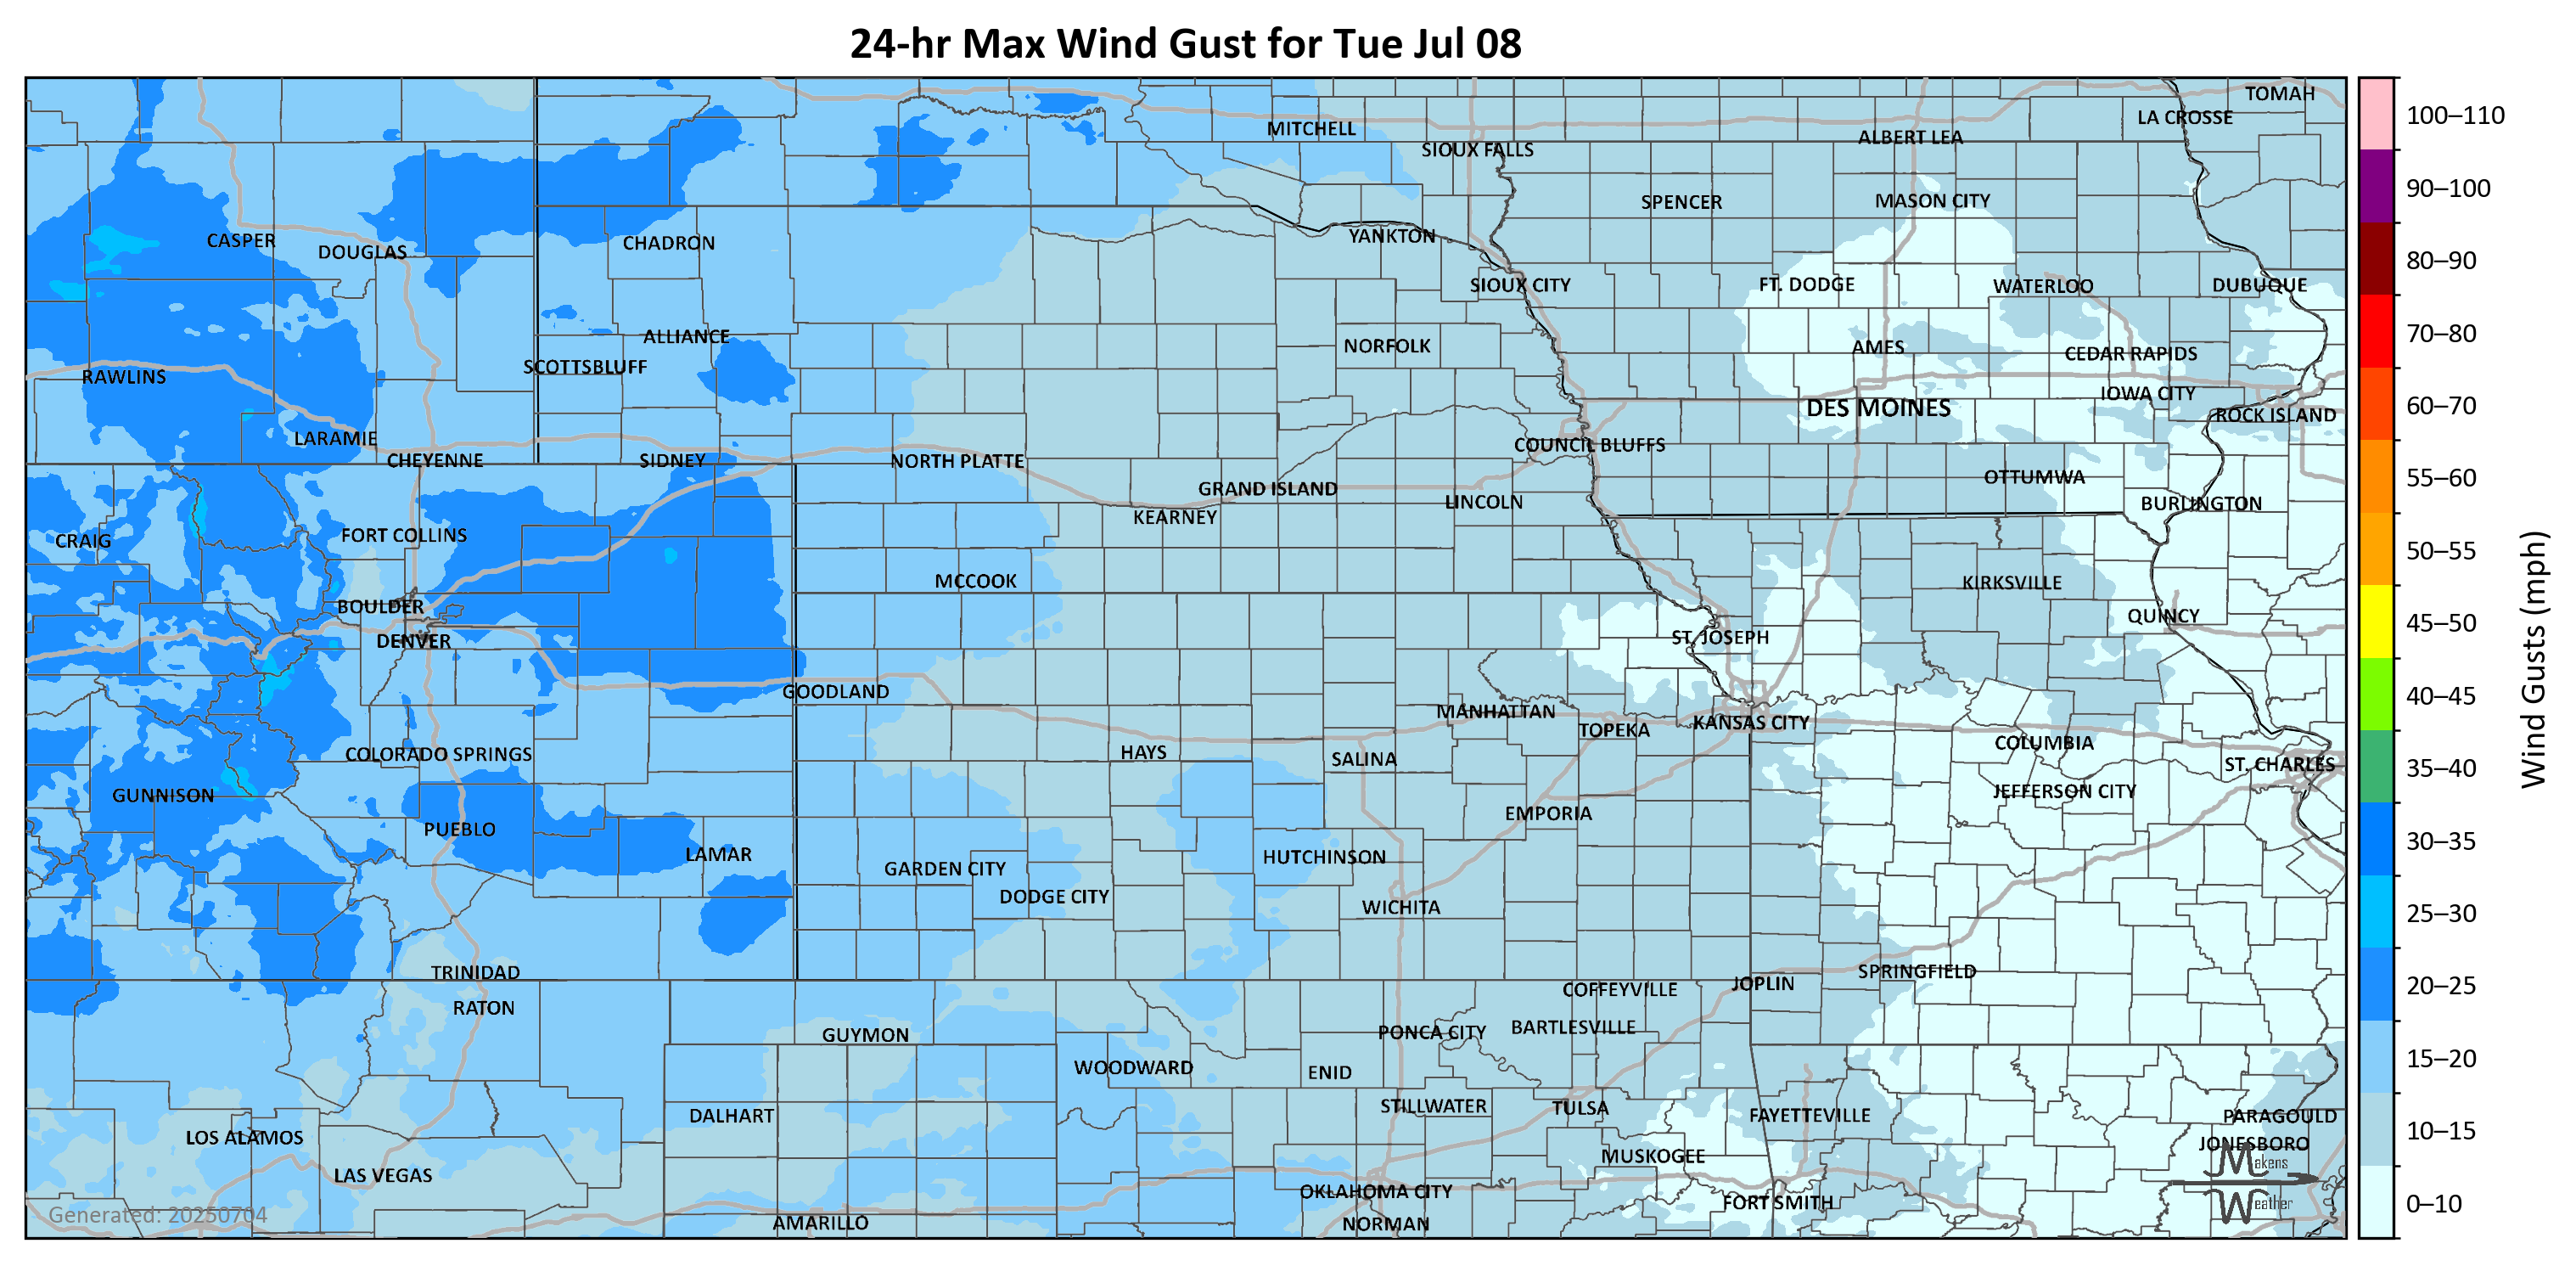 24-hr Max Wind Gust for Tue Jul 08
TOMAH
LA CROSSE
MITCHELL
ALBERT LEA
SIOUX FALLS
SPENCER
MASON CITY
CASPER
DOUGLAS
CHADRON
YANKTON
SIOUX CITY
FT. DODGE
WATERLOO
DUBUQUE
ALLIANCE
NORFOLK
AMES
CEDAR RAPIDS
SCOTTSBLUFF
RAWLINS
IOWA CITY
DES MOINES
ROCK ISLAND
LARAMIE
COUNCIL BLUFFS
CHEYENNE
SIDNEY
NORTH PLATTE
OTTUMWA
GRAND ISLAND
LINCOLN
BURLINGTON
KEARNEY
FORT COLLINS
CRAIG
MCCOOK
KIRKSVILLE
BOULDER
QUINCY
DENVER
ST. JOSEPH
GOODLAND
MANHATTAN
TOPEKA
KANSAS CITY
COLUMBIA
COLORADO SPRINGS
HAYS
SALINA
ST. CHARLES
GUNNISON
JEFFERSON CITY
EMPORIA
PUEBLO
LAMAR
HUTCHINSON
GARDEN CITY
DODGE CITY
WICHITA
TRINIDAD
SPRINGFIELD
JOPLIN
COFFEYVILLE
RATON
GUYMON
PONCA CITY
BARTLESVILLE
WOODWARD
ENID
STILLWATER
TULSA
DALHART
FAYETTEVILLE
PARAGOULD
LOS ALAMOS
JONESBORO
MUSKOGEE
LAS VEGAS
OKLAHOMA CITY
FORT SMITH
AMARILLO
NORMAN
Generated: 20250704
Makens
Weather
100–110
90–100
80–90
70–80
60–70
55–60
50–55
45–50
40–45
35–40
30–35
25–30
20–25
15–20
10–15
0–10
Wind Gusts (mph)